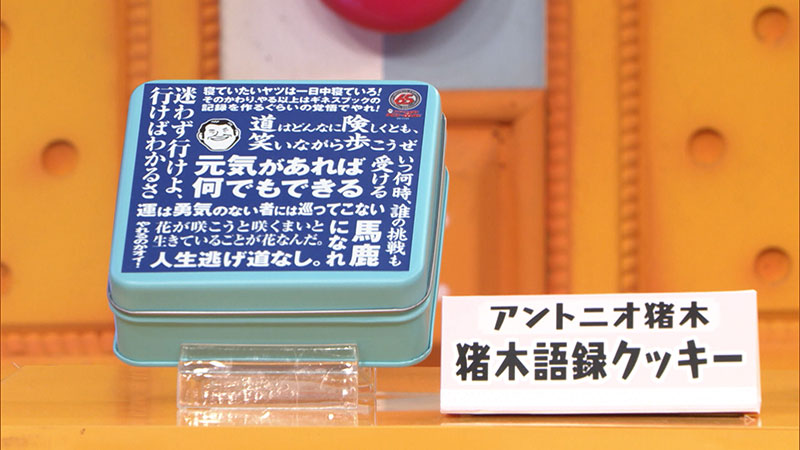 迷わず行けよ、
行けばわかるさ
寝ていたいヤツは一日中寝ていろ!
そのかわり、やる以上はギネスブックの
記録を作るぐらいの覚悟でやれ!
65
道はどんなに険しくとも、
笑いながら歩こうぜ
元気があれば
何でもできる
いつ何時、誰の挑戦も
受ける
運は勇気のない者には巡ってこない
花が咲こうと咲くまいと
生きていることが花なんだ。
馬鹿
になれ
やれんのかオイ!
人生逃げ道なし。
アントニオ猪木
猪木語録クッキー